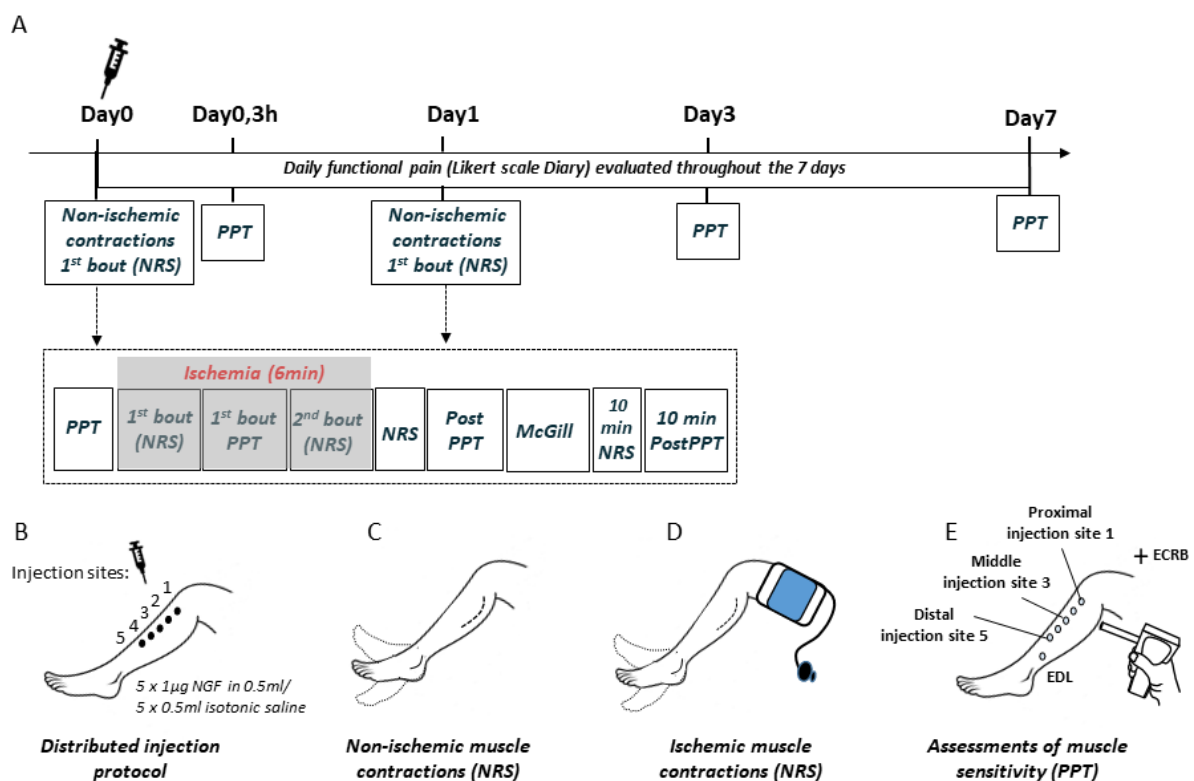 A
Day0
Day0,3h
Day1
Day3
Day7
Daily functional pain (Likert scale Diary) evaluated throughout the 7 days
Non-ischemic
contractions
1st bout (NRS)
PPT
Non-ischemic
contractions
1st bout (NRS)
PPT
PPT
Ischemia (6min)
PPT
1st bout
(NRS)
1st bout
PPT
2nd bout
(NRS)
NRS
Post
PPT
McGill
10
min
NRS
10 min
PostPPT
B
Injection sites:
1
2
3
4
5
5 x 1µg NGF in 0.5ml/
5 x 0.5ml isotonic saline
Distributed injection
protocol
C
Non-ischemic muscle
contractions (NRS)
D
Ischemic muscle
contractions (NRS)
E
Proximal
injection site 1
+ ECRB
Middle
injection site 3
Distal
injection site 5
EDL
Assessments of muscle
sensitivity (PPT)